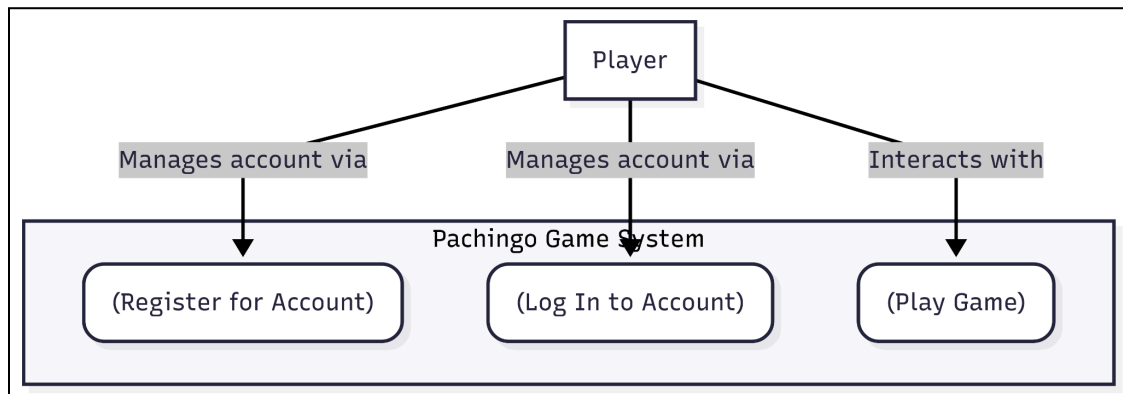 Player
Manages account via
Manages account via
Interacts with
Pachingo Game System
(Register for Account)
(Log In to Account)
(Play Game)